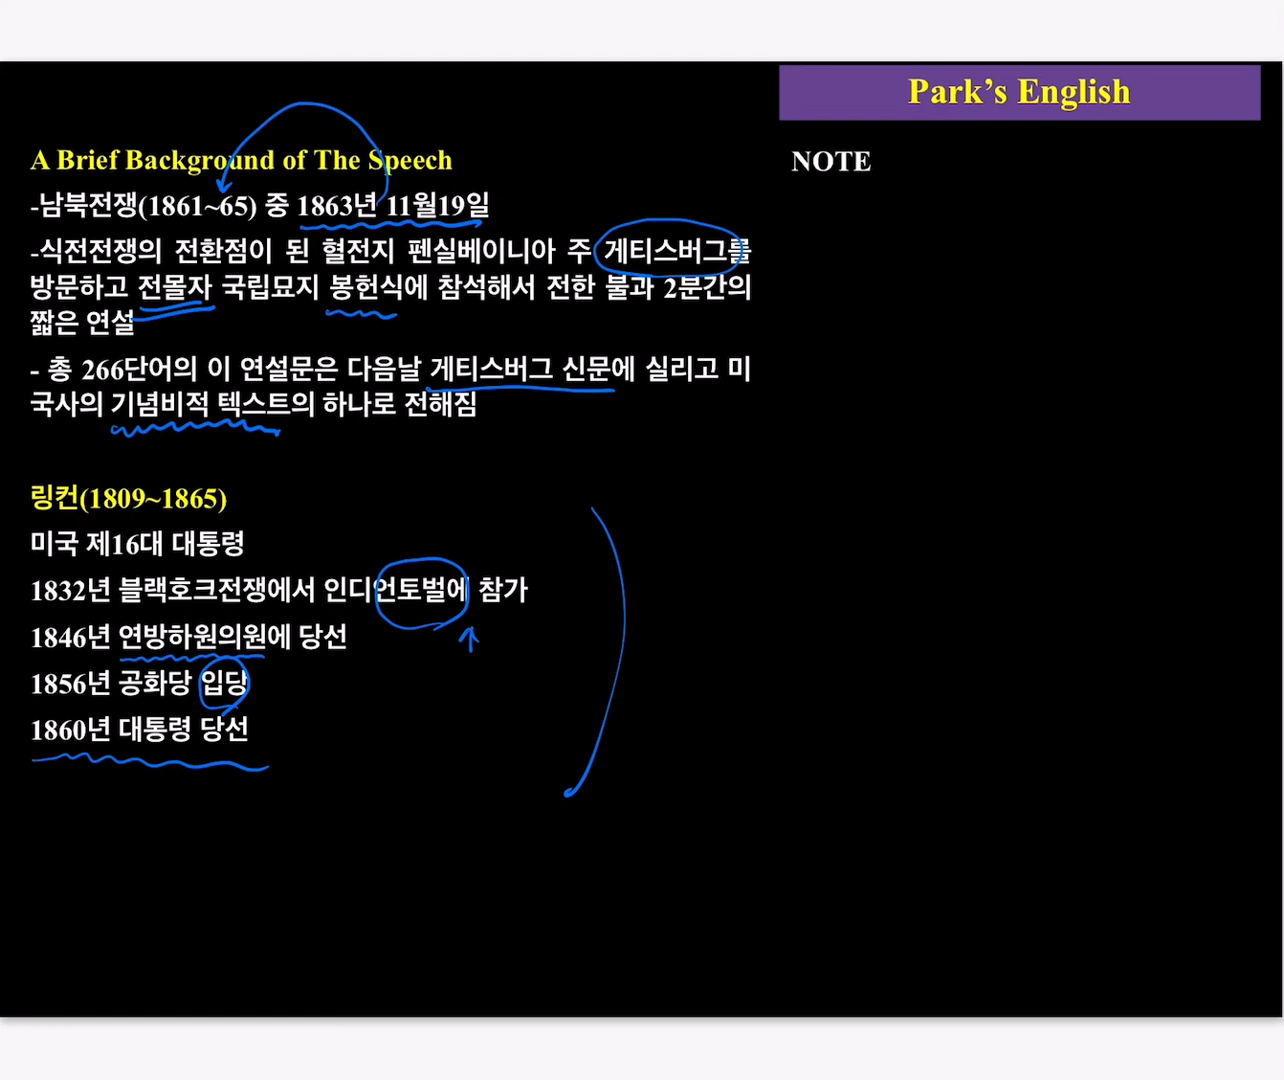 Park's English
A Brief Background of The Speech
-남북전쟁(1861~65) 중 1863년 11월19일
-식전전쟁의 전환점이 된 혈전지 펜실베이니아 주 게티스버그를
방문하고 전몰자 국립묘지 봉헌식에 참석해서 전한 불과 2분간의
짧은 연설
- 총 266단어의 이 연설문은 다음날 게티스버그 신문에 실리고 미
국사의 기념비적 텍스트의 하나로 전해짐
링컨(1809~1865)
미국 제16대 대통령
1832년 블랙호크전쟁에서 인디언토벌에 참가
1846년 연방하원의원에 당선
1856년 공화당 입당
1860년 대통령 당선
NOTE